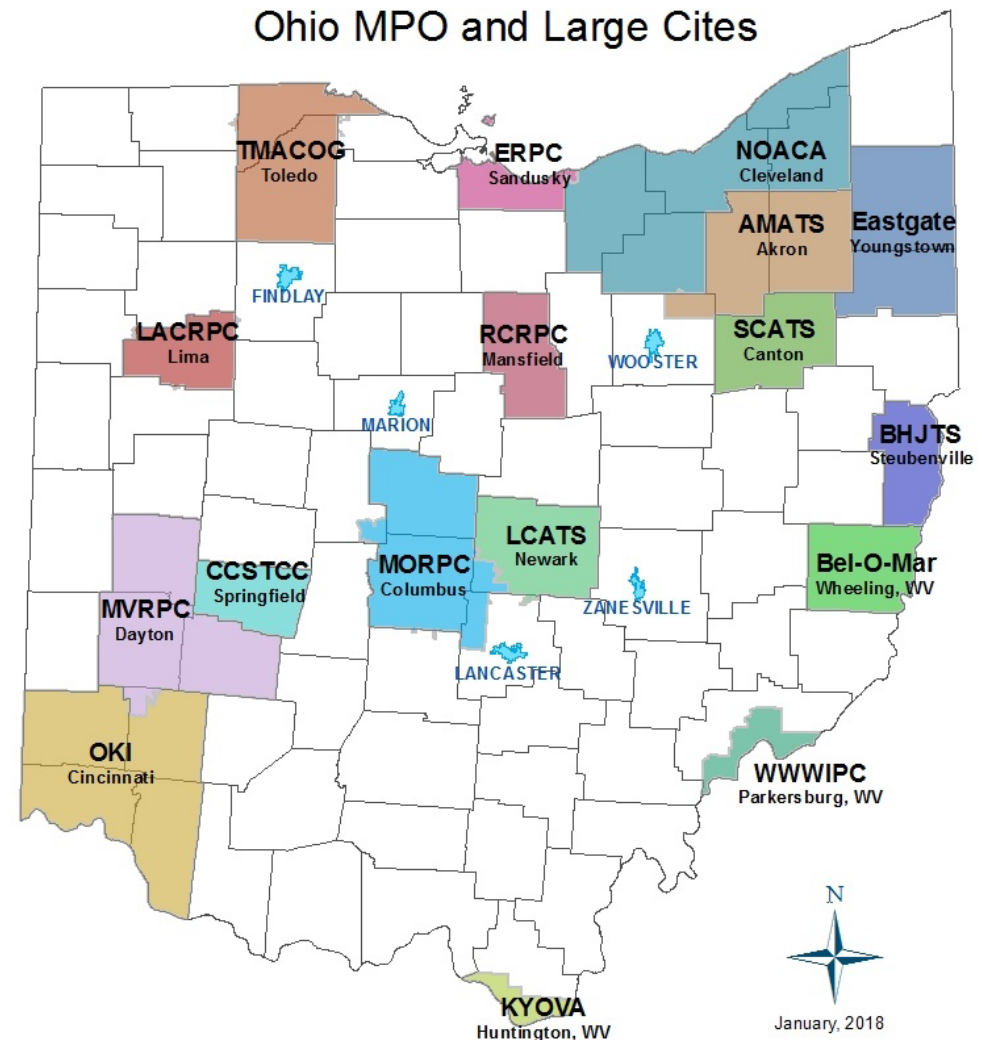 Ohio MPO and Large Cites
TMACOG
Toledo
ERPC
Sandusky
NOACA
Cleveland
AMATS
Akron
Eastgate
Youngstown
FINDLAY
LACRPC
Lima
RCRPC
Mansfield
WOOSTER
SCATS
Canton
MARION
BHJTS
Steubenville
LCATS
Newark
MORPC
Columbus
Bel-O-Mar
Wheeling, WV
CCSTCC
Springfield
MVRPC
Dayton
ZANESVILLE
LANCASTER
OKI
Cincinnati
WWWIPC
Parkersburg, WV
N
KYOVA
Huntington, WV
January, 2018